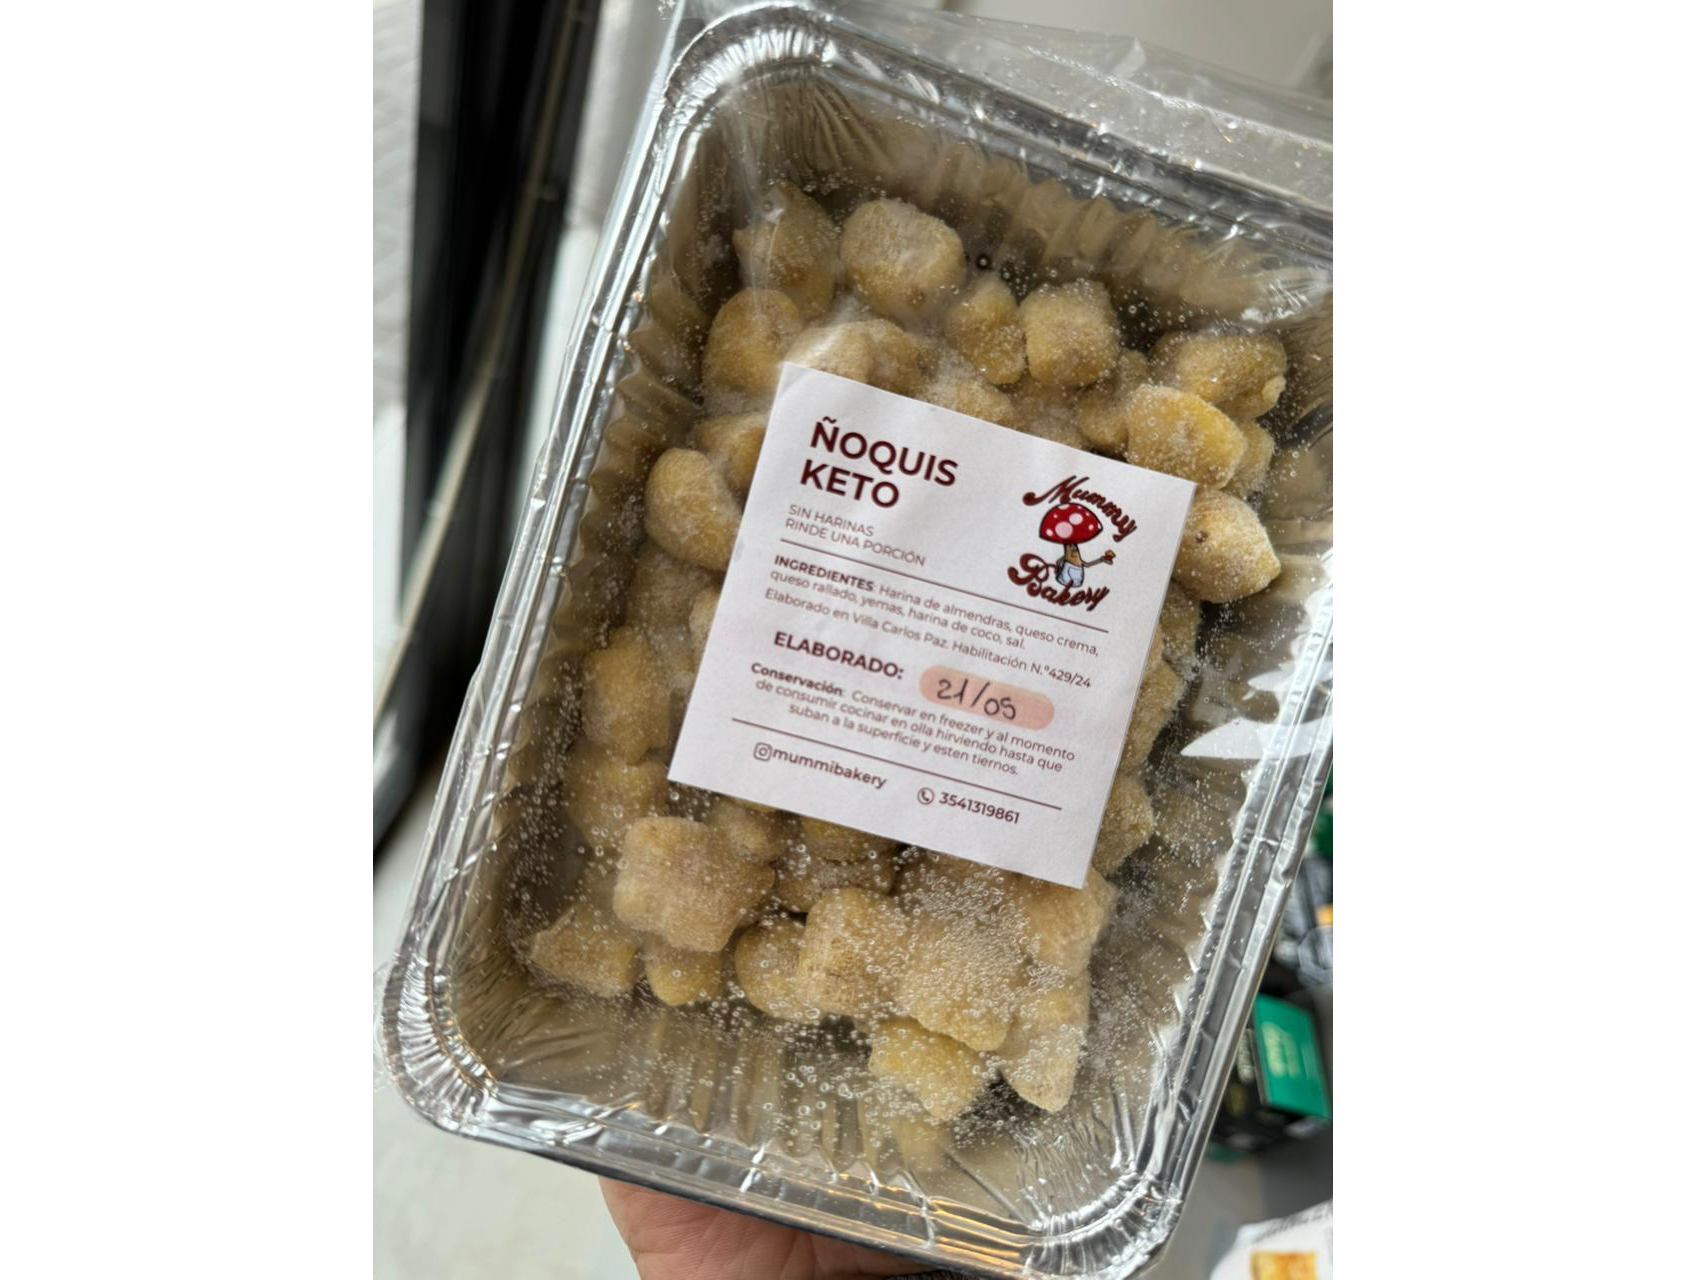 ÑOQUIS
KETO
Mummy
Bakery
SIN HARINAS
RINDE UNA PORCIÓN
INGREDIENTES: Harina de almendras, queso crema,
queso rallado, yemas, harina de coco, sal.
Elaborado en Villa Carlos Paz. Habilitación N.°429/24
ELABORADO: 21/05
Conservación: Conservar en freezer y al momento
de consumir cocinar en olla hirviendo hasta que
suban a la superficie y esten tiernos.
mummibakery
3541319861